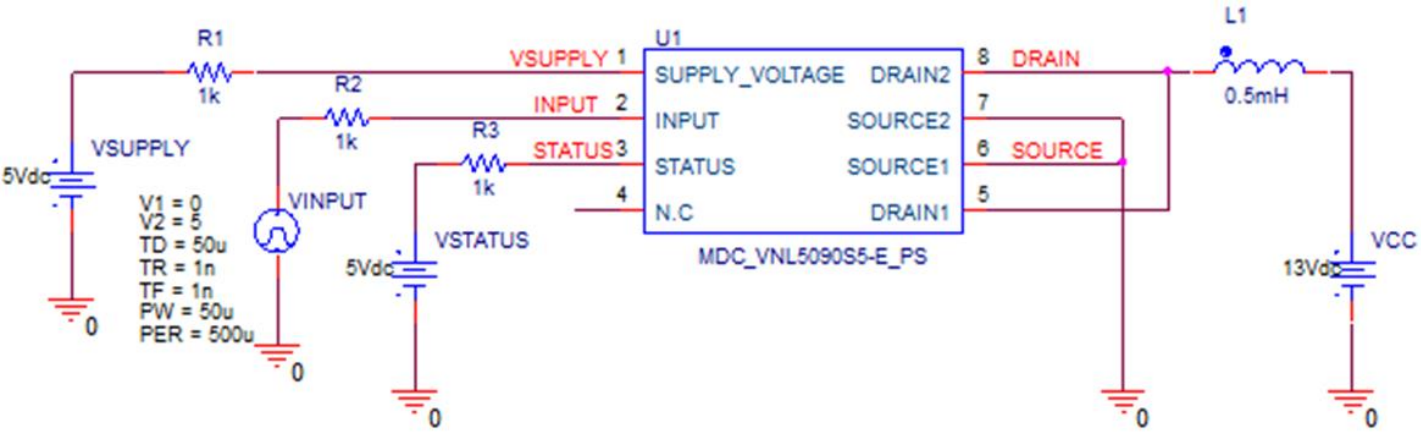 R1
1k
R2
1k
R3
1k
VSUPPLY 1
INPUT 2
STATUS 3
4
U1
SUPPLY_VOLTAGE DRAIN2
INPUT SOURCE2
STATUS SOURCE1
N.C DRAIN1
MDC_VNL5090S5-E_PS
8 DRAIN
7
6 SOURCE
5
L1
0.5mH
VSUPPLY
5Vdc
0
VINPUT
V1 = 0
V2 = 5
TD = 50u
TR = 1n
TF = 1n
PW = 50u
PER = 500u
0
VSTATUS
5Vdc
0
0
VCC
13Vdc
0